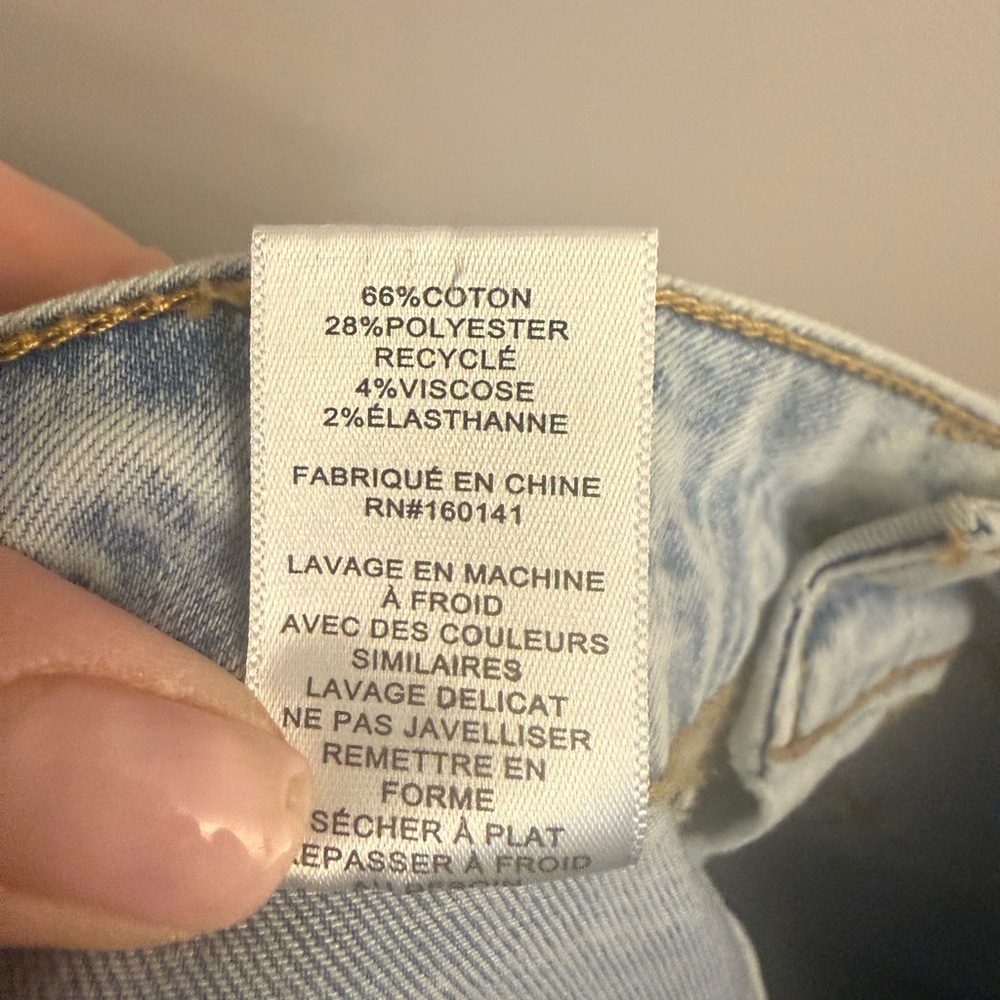 66%COTON
28%POLYESTER
RECYCLÉ
4%VISCOSE
2%ÉLASTHANNE
FABRIQUÉ EN CHINE
RN#160141
LAVAGE EN MACHINE
À FROID
AVEC DES COULEURS
SIMILAIRES
LAVAGE DELICAT
NE PAS JAVELLISER
REMETTRE EN
FORME
SÉCHER À PLAT
REPASSER À FROID